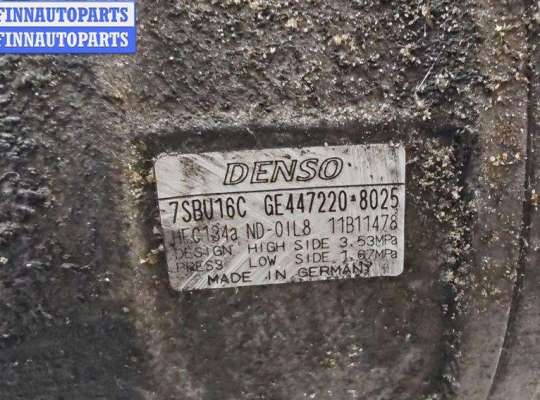 FINNAUTOPARTS
FINNAUTOPARTS
DENSO
7SBU16C GE447220*8025
HFC134a ND-OIL8 11B11478
DESIGN HIGH SIDE 3.53MPa
PRESS LOW SIDE 1.67MPa
MADE IN GERMANY